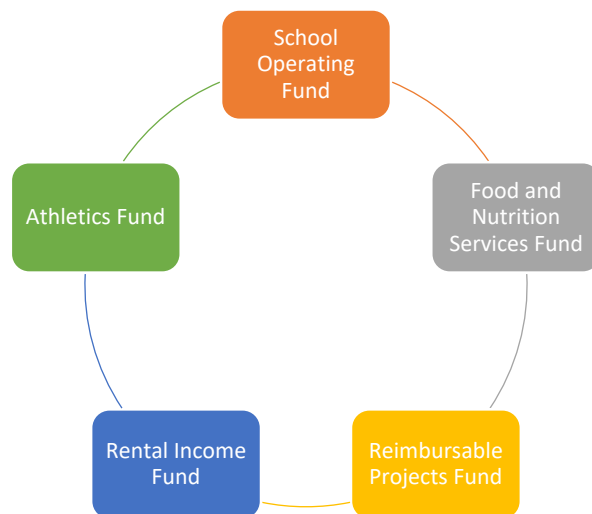 School
Operating
Fund
Food and
Nutrition
Services Fund
Reimbursable
Projects Fund
Rental Income
Fund
Athletics Fund